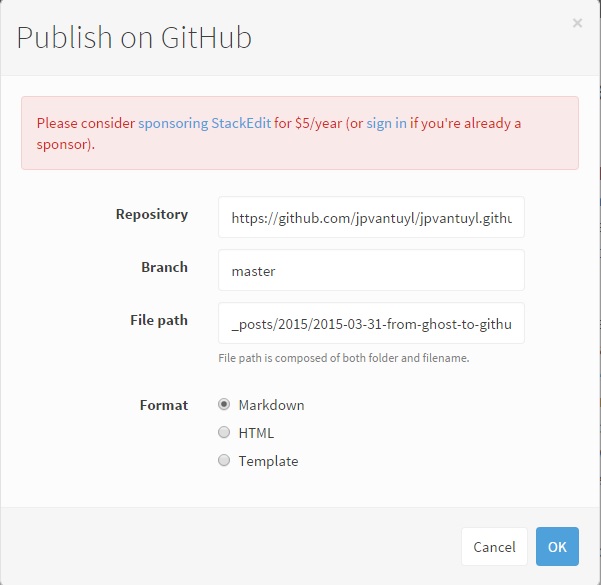 Publish on GitHub
×
Please consider sponsoring StackEdit for $5/year (or sign in if you're already a
sponsor).
Repository
https://github.com/jpvantuyl/jpvantuyl.githu
Branch
master
File path
_posts/2015/2015-03-31-from-ghost-to-githu
File path is composed of both folder and filename.
Format
Markdown
HTML
Template
Cancel
OK